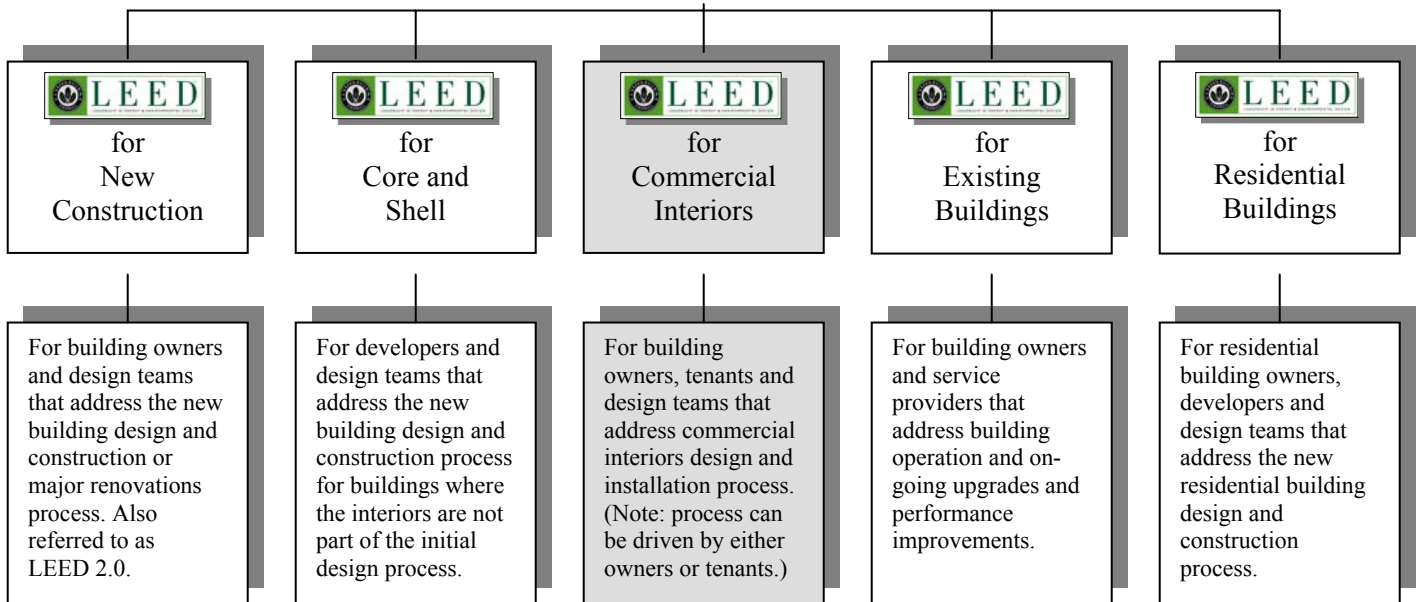 LEED
for
New
Construction
LEED
for
Core and
Shell
LEED
for
Commercial
Interiors
LEED
for
Existing
Buildings
LEED
for
Residential
Buildings
For building owners
and design teams
that address the new
building design and
construction or
major renovations
process. Also
referred to as
LEED 2.0.
For developers and
design teams that
address the new
building design and
construction process
for buildings where
the interiors are not
part of the initial
design process.
For building
owners, tenants and
design teams that
address commercial
interiors design and
installation process.
(Note: process can
be driven by either
owners or tenants.)
For building owners
and service
providers that
address building
operation and on-
going upgrades and
performance
improvements.
For residential
building owners,
developers and
design teams that
address the new
residential building
design and
construction
process.